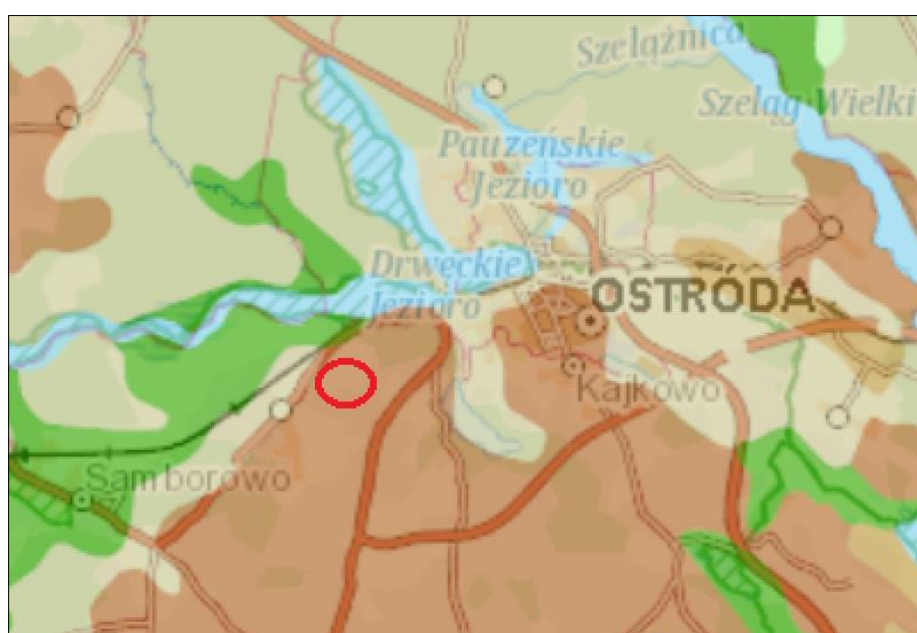 Szelążnica
Szeląg Wielki
Pauzeńskie
Jezioro
Drwęckie
Jezioro
OSTRÓDA
Kajkowo
Samborowo